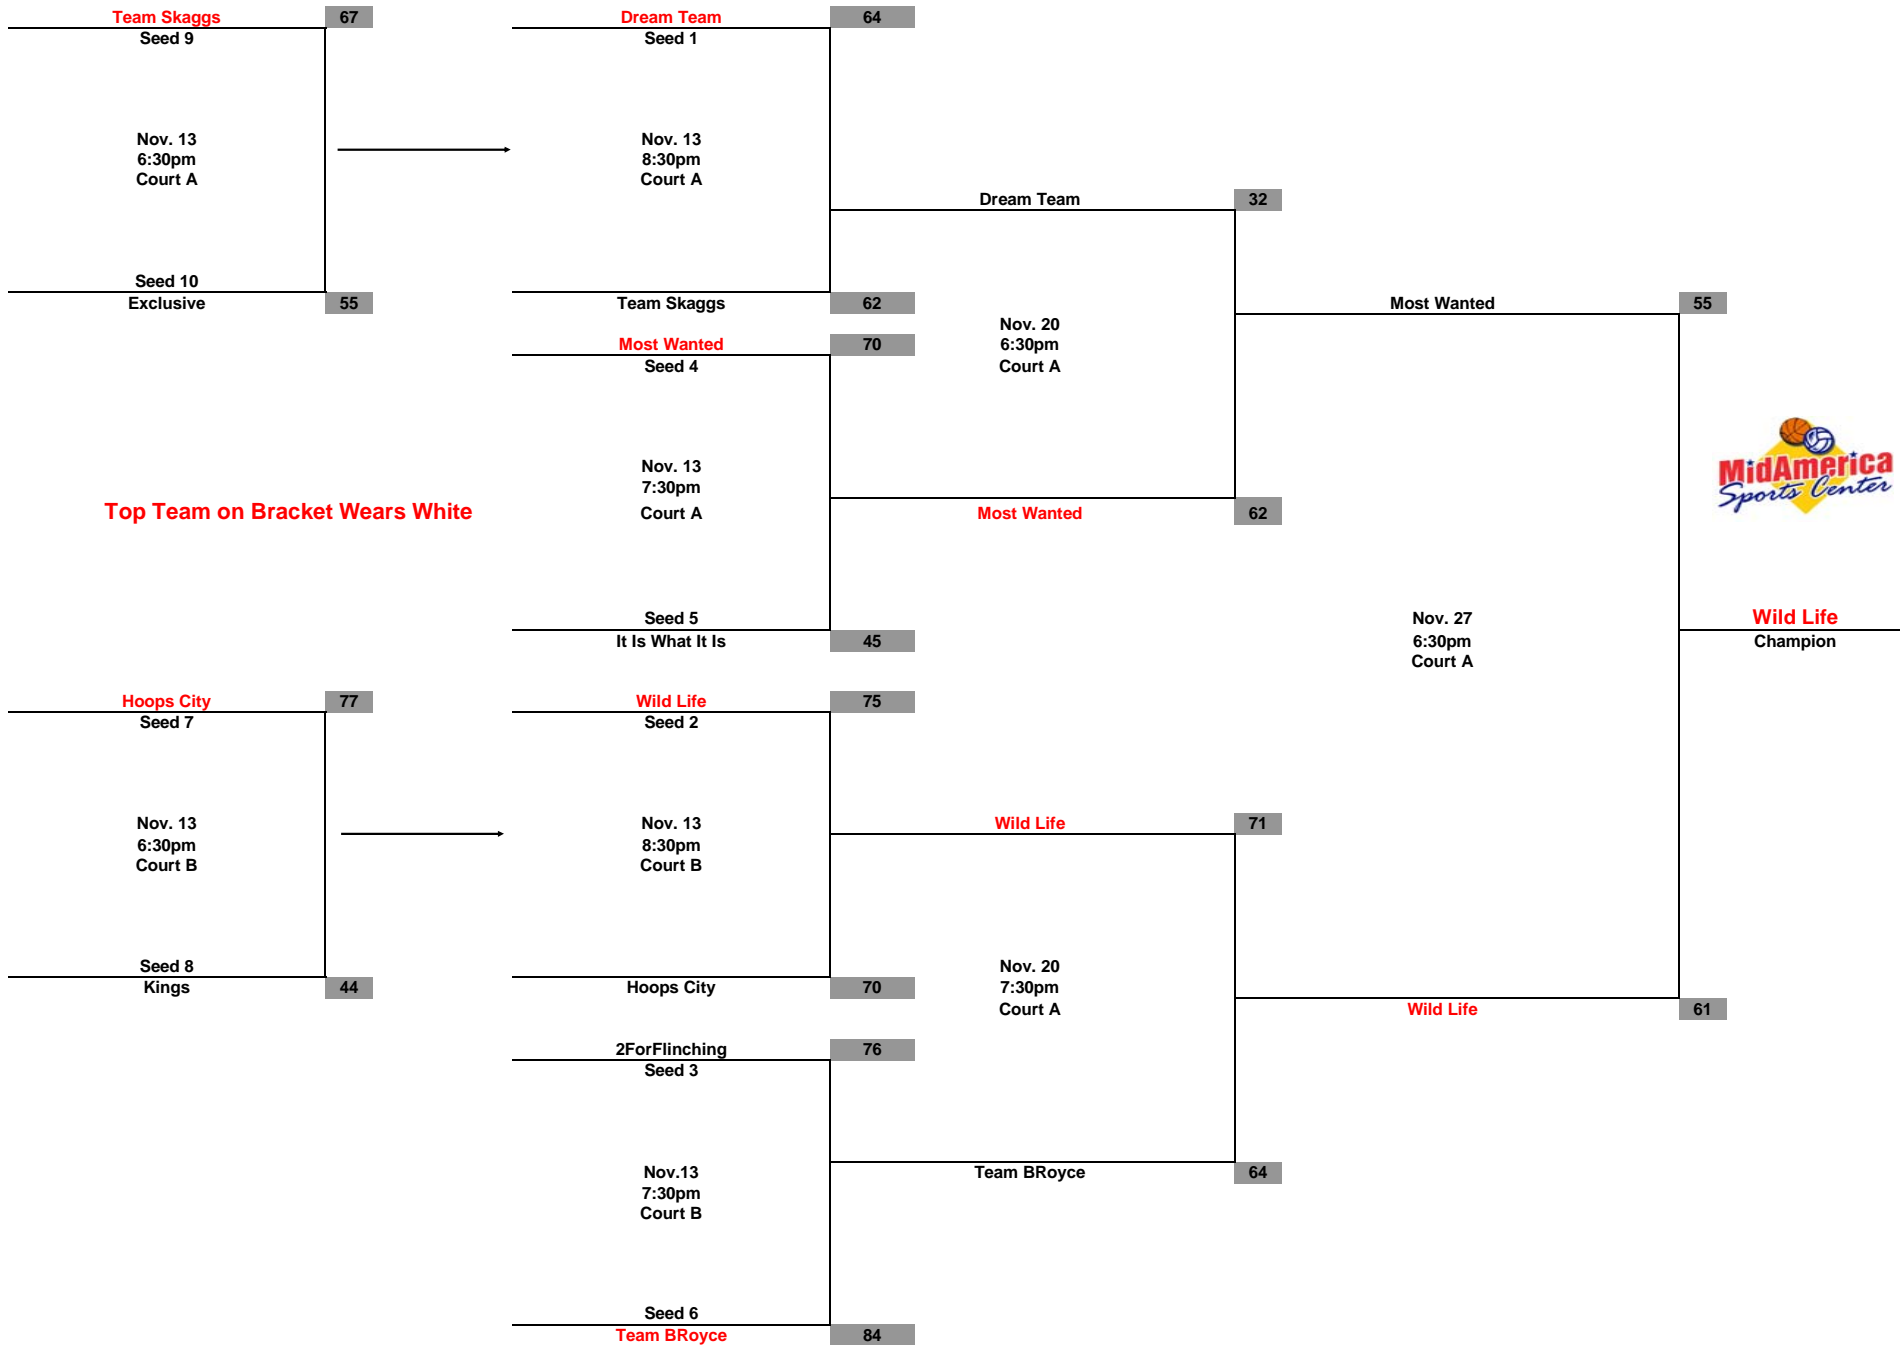 Team Skaggs 67
Seed 9
Nov. 13
6:30pm
Court A
Seed 10
Exclusive 55
Dream Team 64
Seed 1
Nov. 13
8:30pm
Court A
Team Skaggs 62
Most Wanted 70
Seed 4
Nov. 13
7:30pm
Court A
Seed 5
It Is What It Is 45
Top Team on Bracket Wears White
Hoops City 77
Seed 7
Nov. 13
6:30pm
Court B
Seed 8
Kings 44
Wild Life 75
Seed 2
Nov. 13
8:30pm
Court B
Hoops City 70
2ForFlinching 76
Seed 3
Nov.13
7:30pm
Court B
Seed 6
Team BRoyce 84
Dream Team 32
Nov. 20
6:30pm
Court A
Most Wanted 62
Wild Life 71
Nov. 20
7:30pm
Court A
Team BRoyce 64
Most Wanted 55
Nov. 27
6:30pm
Court A
Wild Life 61
MidAmerica
Sports Center
Wild Life
Champion